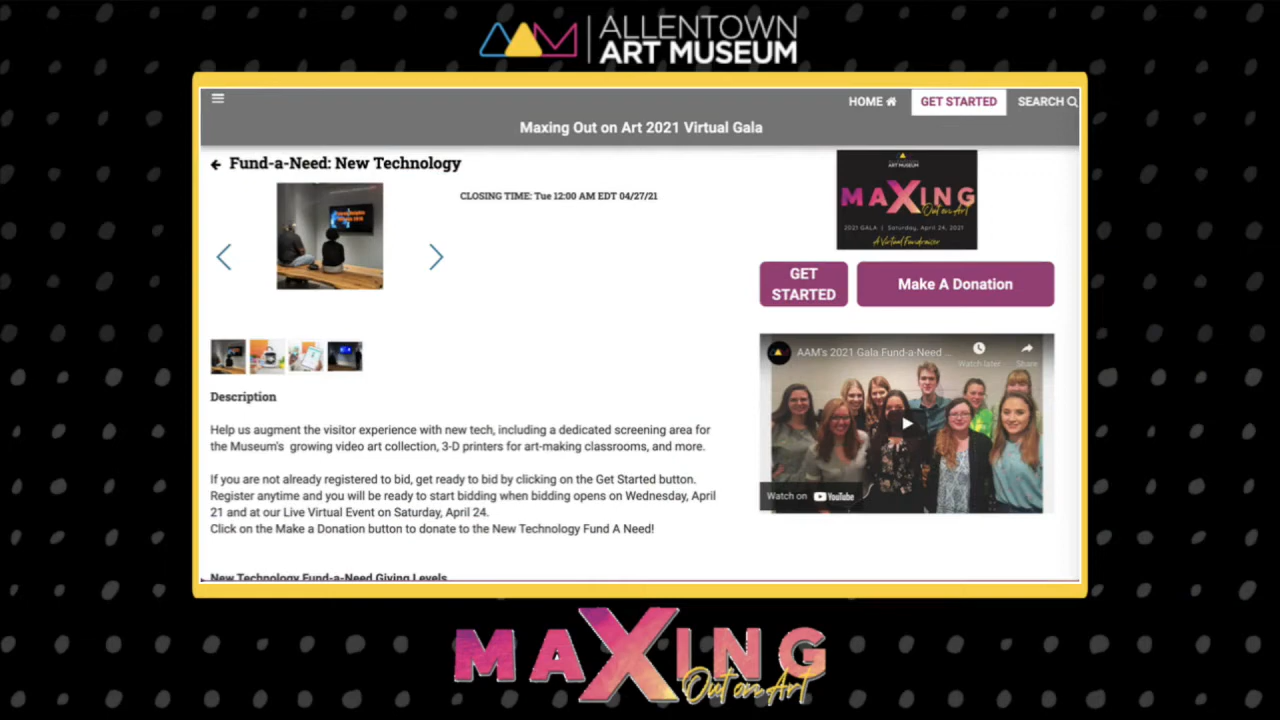 ALLENTOWN
ART MUSEUM
HOME
GET STARTED
SEARCH
Maxing Out on Art 2021 Virtual Gala
Fund-a-Need: New Technology
CLOSING TIME: Tue 12:00 AM EDT 04/27/21
ART MUSEUM
MAXING
Out on Art
2021 GALA | Saturday, April 24, 2021
A Virtual Fundraiser
GET
STARTED
Make A Donation
AAM's 2021 Gala Fund-a-Need ...
Watch later
Share
Watch on YouTube
Description
Help us augment the visitor experience with new tech, including a dedicated screening area for
the Museum's growing video art collection, 3-D printers for art-making classrooms, and more.
If you are not already registered to bid, get ready to bid by clicking on the Get Started button.
Register anytime and you will be ready to start bidding when bidding opens on Wednesday, April
21 and at our Live Virtual Event on Saturday, April 24.
Click on the Make a Donation button to donate to the New Technology Fund A Need!
New Technology Fund-a-Need Giving Levels
MAXING
Out on Art